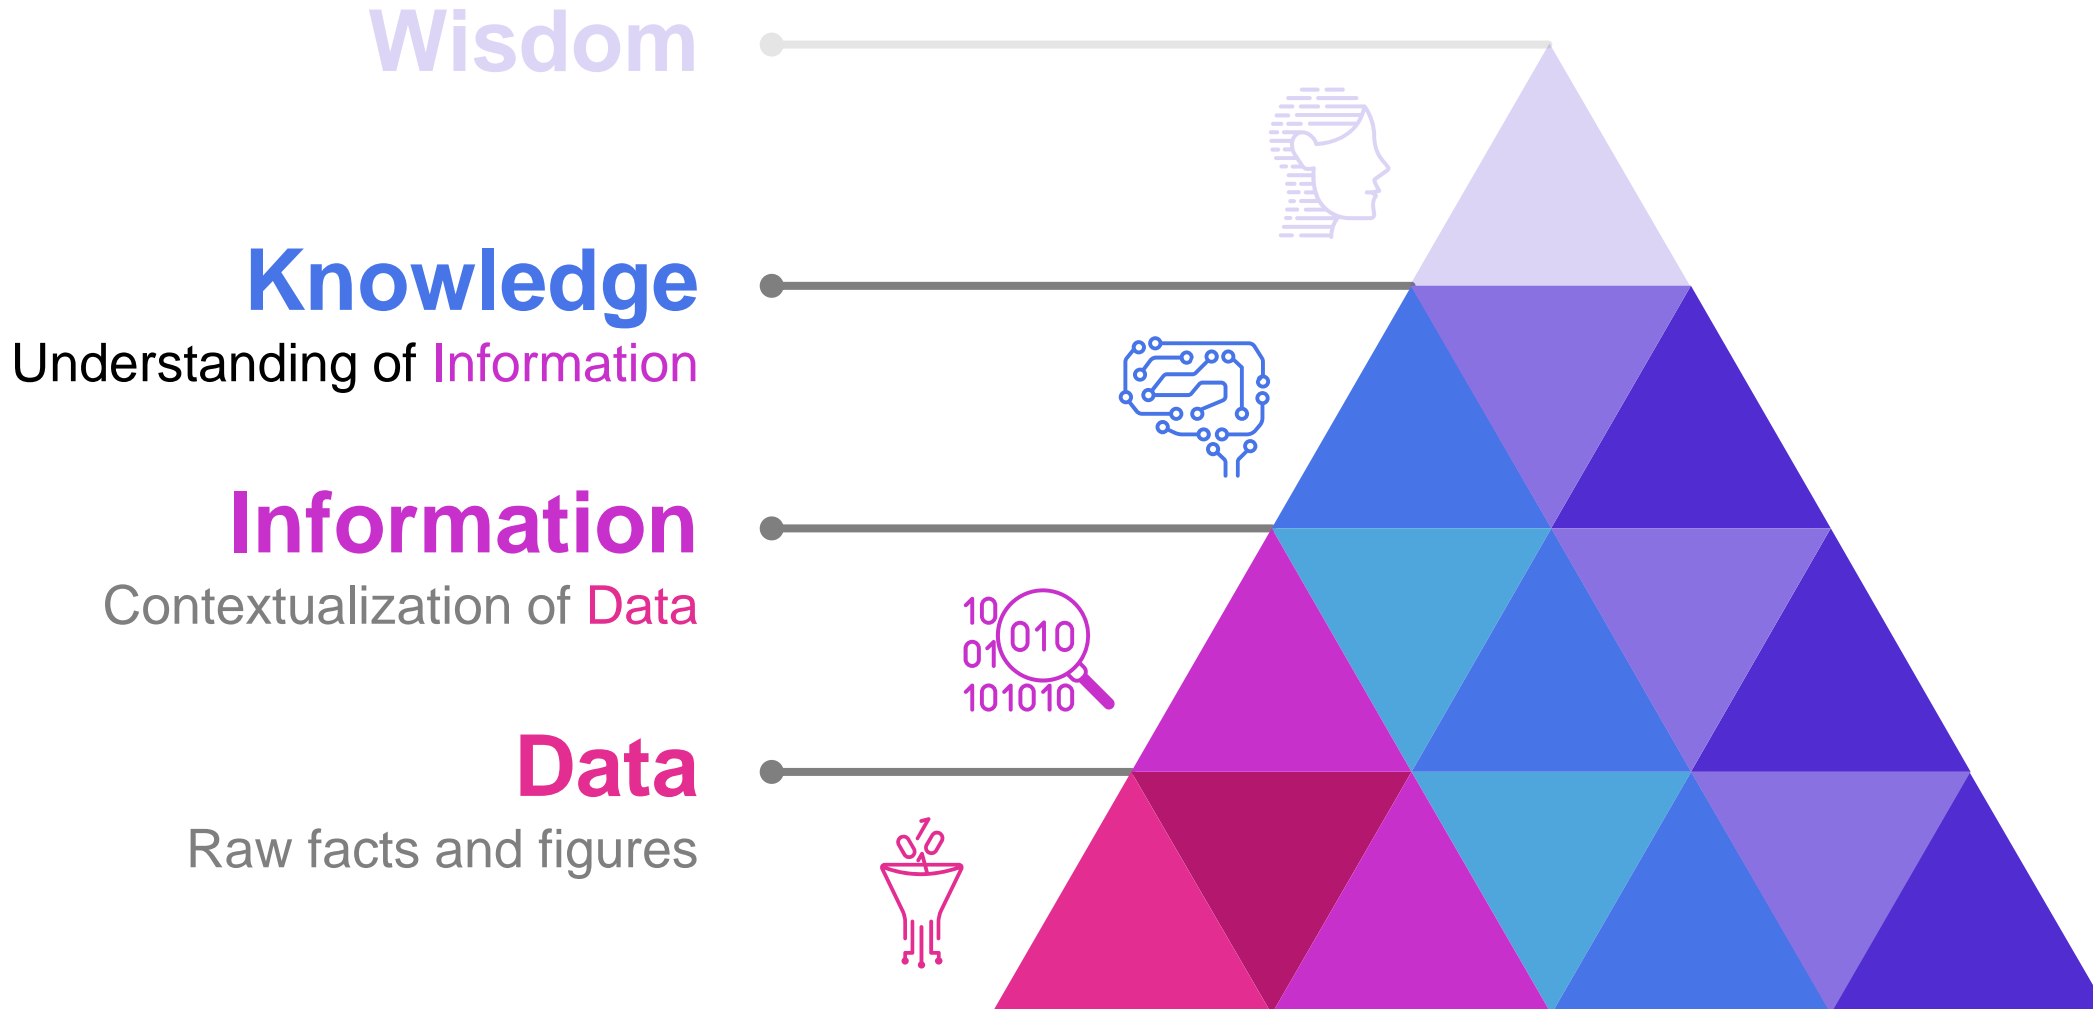 Wisdom
Knowledge
Understanding of Information
Information
Contextualization of Data
10
010
01
101010
Data
Raw facts and figures